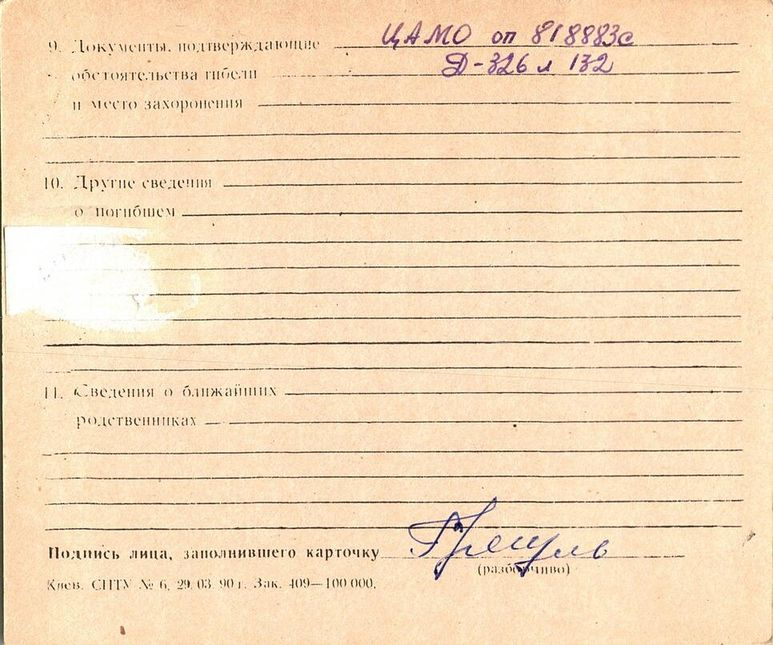 9. Документы, подтверждающие ЦАМО оп 818883с
обстоятельства гибели Д-326 л 132
и место захоронения
10. Другие сведения
о погибшем
11. Сведения о ближайших
родственниках
Подпись лица, заполнившего карточку
(разборчиво)
Киев. СПТУ № 6, 29. 03. 90 г. Зак. 409—100 000.